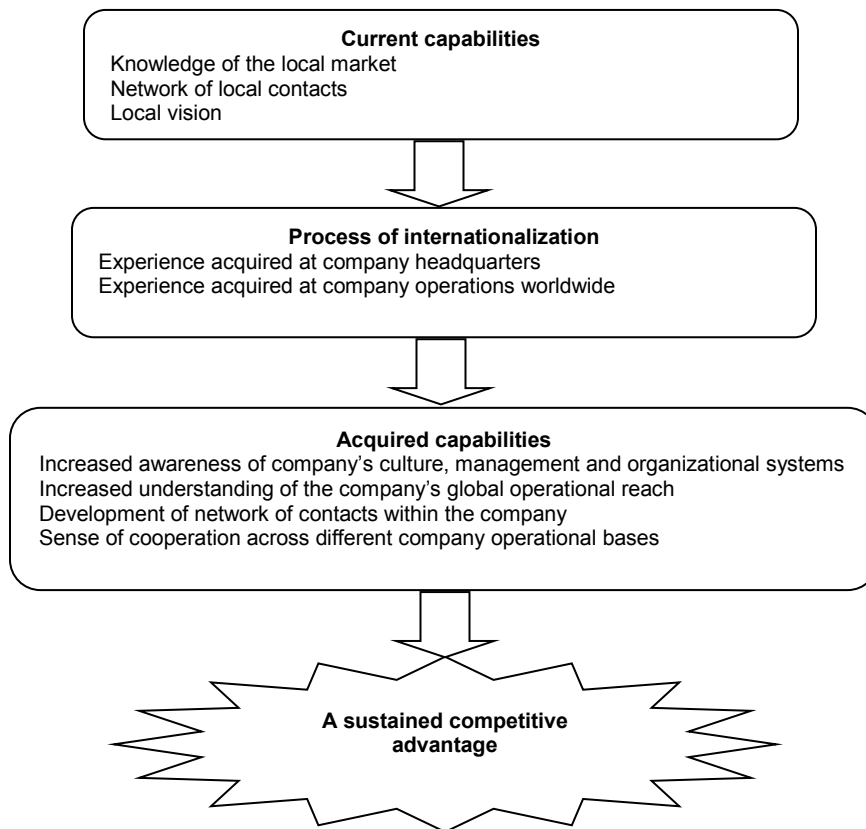 Current capabilities
Knowledge of the local market
Network of local contacts
Local vision
Process of internationalization
Experience acquired at company headquarters
Experience acquired at company operations worldwide
Acquired capabilities
Increased awareness of company’s culture, management and organizational systems
Increased understanding of the company’s global operational reach
Development of network of contacts within the company
Sense of cooperation across different company operational bases
A sustained competitive
advantage